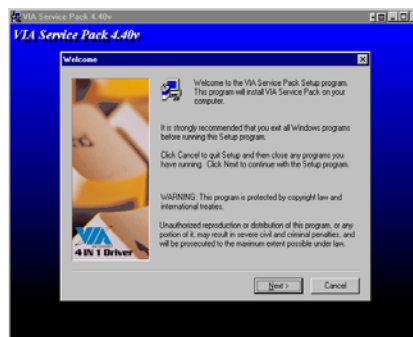 VIA Service Pack 4.40v
VIA Service Pack 4.40v
Welcome
Welcome to the VIA Service Pack Setup program.
This program will install VIA Service Pack on your
computer.
It is strongly recommended that you exit all Windows programs
before running this Setup program.
Click Cancel to quit Setup and then close any programs you
have running. Click Next to continue with the Setup program.
WARNING: This program is protected by copyright law and
international treaties.
Unauthorized reproduction or distribution of this program, or any
portion of it, may result in severe civil and criminal penalties, and
will be prosecuted to the maximum extent possible under law.
VIA
4 IN 1 Driver
Next >
Cancel